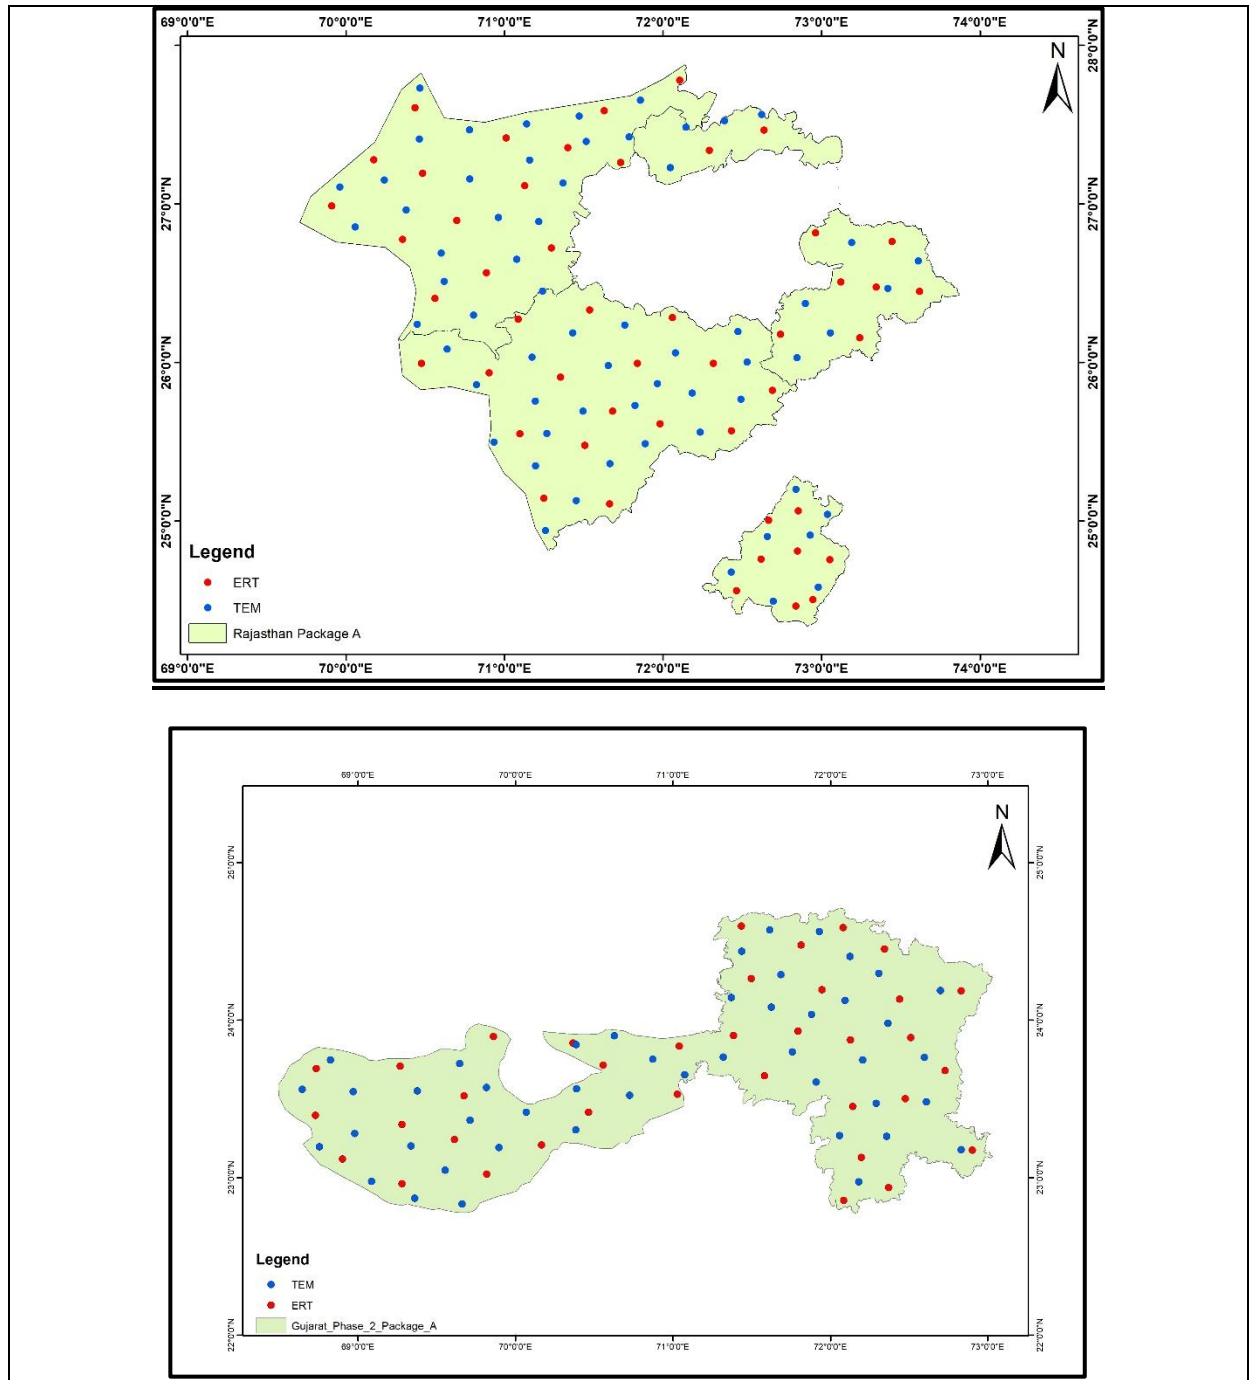 69°0'0"E 70°0'0"E 71°0'0"E 72°0'0"E 73°0'0"E 74°0'0"E
N
28°0'0"N
27°0'0"N 27°0'0"N
26°0'0"N 26°0'0"N
25°0'0"N 25°0'0"N
Legend
ERT
TEM
Rajasthan Package A
69°0'0"E 70°0'0"E 71°0'0"E 72°0'0"E 73°0'0"E 74°0'0"E
69°0'0"E 70°0'0"E 71°0'0"E 72°0'0"E 73°0'0"E
N
25°0'0"N 25°0'0"N
24°0'0"N 24°0'0"N
23°0'0"N 23°0'0"N
Legend
TEM
ERT
Gujarat_Phase_2_Package_A
22°0'0"N 22°0'0"N
69°0'0"E 70°0'0"E 71°0'0"E 72°0'0"E 73°0'0"E